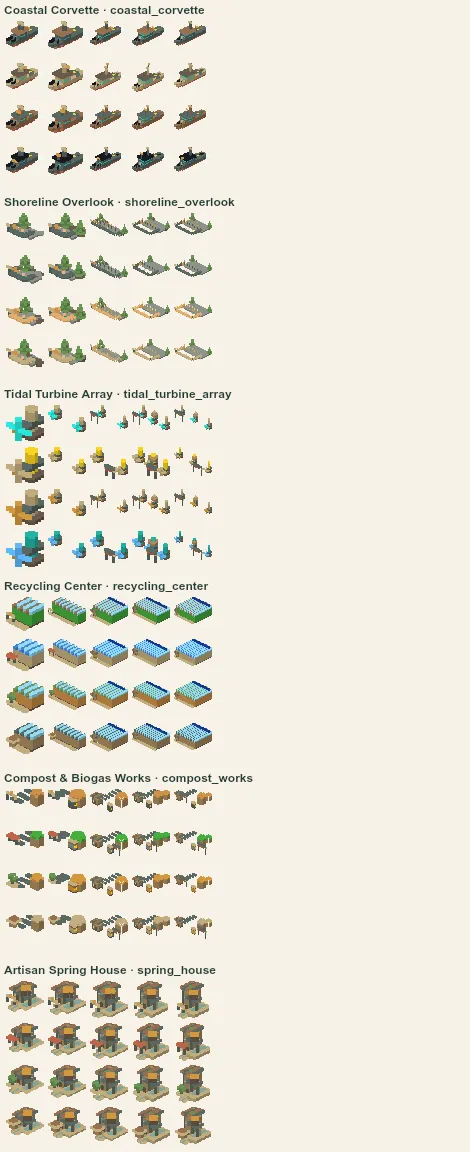 Coastal Corvette · coastal_corvette
Shoreline Overlook · shoreline_overlook
Tidal Turbine Array · tidal_turbine_array
Recycling Center · recycling_center
Compost & Biogas Works · compost_works
Artisan Spring House · spring_house